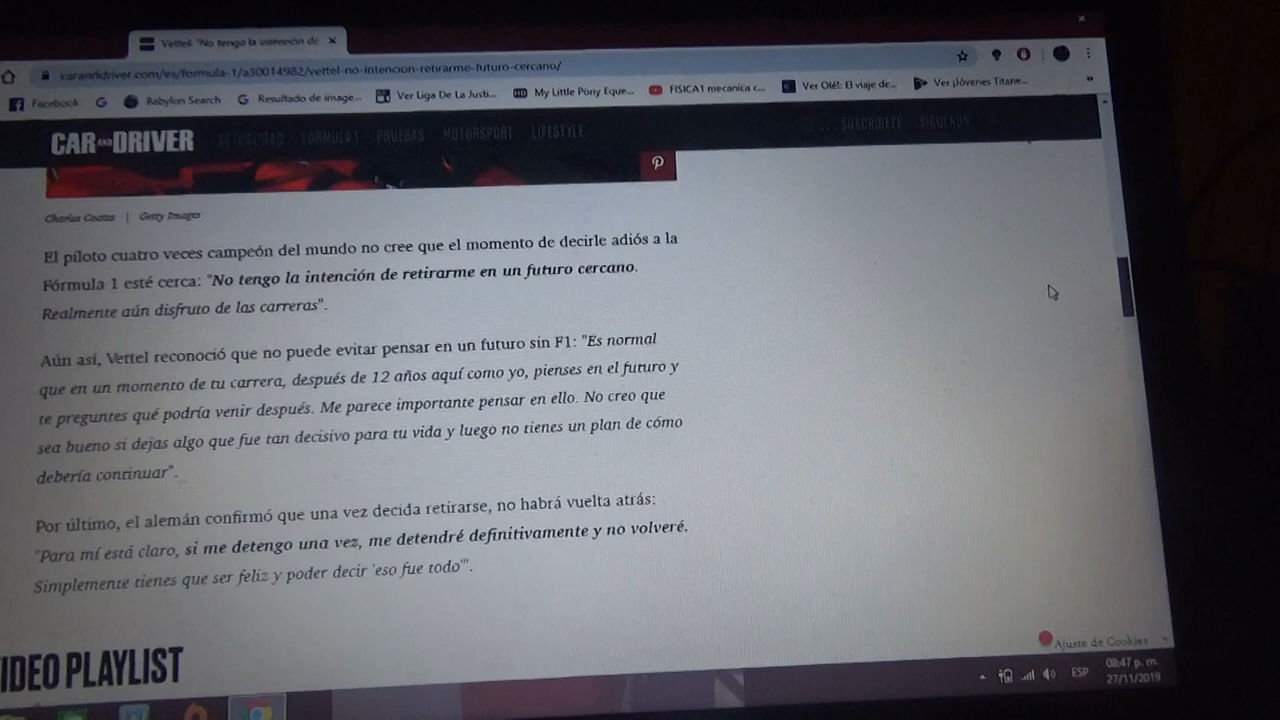 Vettel: "No tengo la intencin de
caranddriver.com/es/formula-1/a30014982/vettel-no-intencion-retirarme-futuro-cercano/
Facebook G Babylon Search G Resultado de image... Ver Liga De La Justi... HD My Little Pony Eque... FISICA1 mecanica c... Ver Olét: El viaje de... Ver ¡Jóvenes Titane... »
CAR AND DRIVER ACTUALIDAD FÓRMULA 1 PRUEBAS MOTORSPORT LIFESTYLE SUSCRÍBETE SÍGUENOS
Charles Coates | Getty Images
El piloto cuatro veces campeón del mundo no cree que el momento de decirle adiós a la
Fórmula 1 esté cerca: "No tengo la intención de retirarme en un futuro cercano.
Realmente aún disfruto de las carreras".
Aún así, Vettel reconoció que no puede evitar pensar en un futuro sin F1: "Es normal
que en un momento de tu carrera, después de 12 años aquí como yo, pienses en el futuro y
te preguntes qué podría venir después. Me parece importante pensar en ello. No creo que
sea bueno si dejas algo que fue tan decisivo para tu vida y luego no tienes un plan de cómo
debería continuar".
Por último, el alemán confirmó que una vez decida retirarse, no habrá vuelta atrás:
"Para mí está claro, si me detengo una vez, me detendré definitivamente y no volveré.
Simplemente tienes que ser feliz y poder decir 'eso fue todo'".
IDEO PLAYLIST
Ajuste de Cookies
ESP 08:47 p. m.
27/11/2019